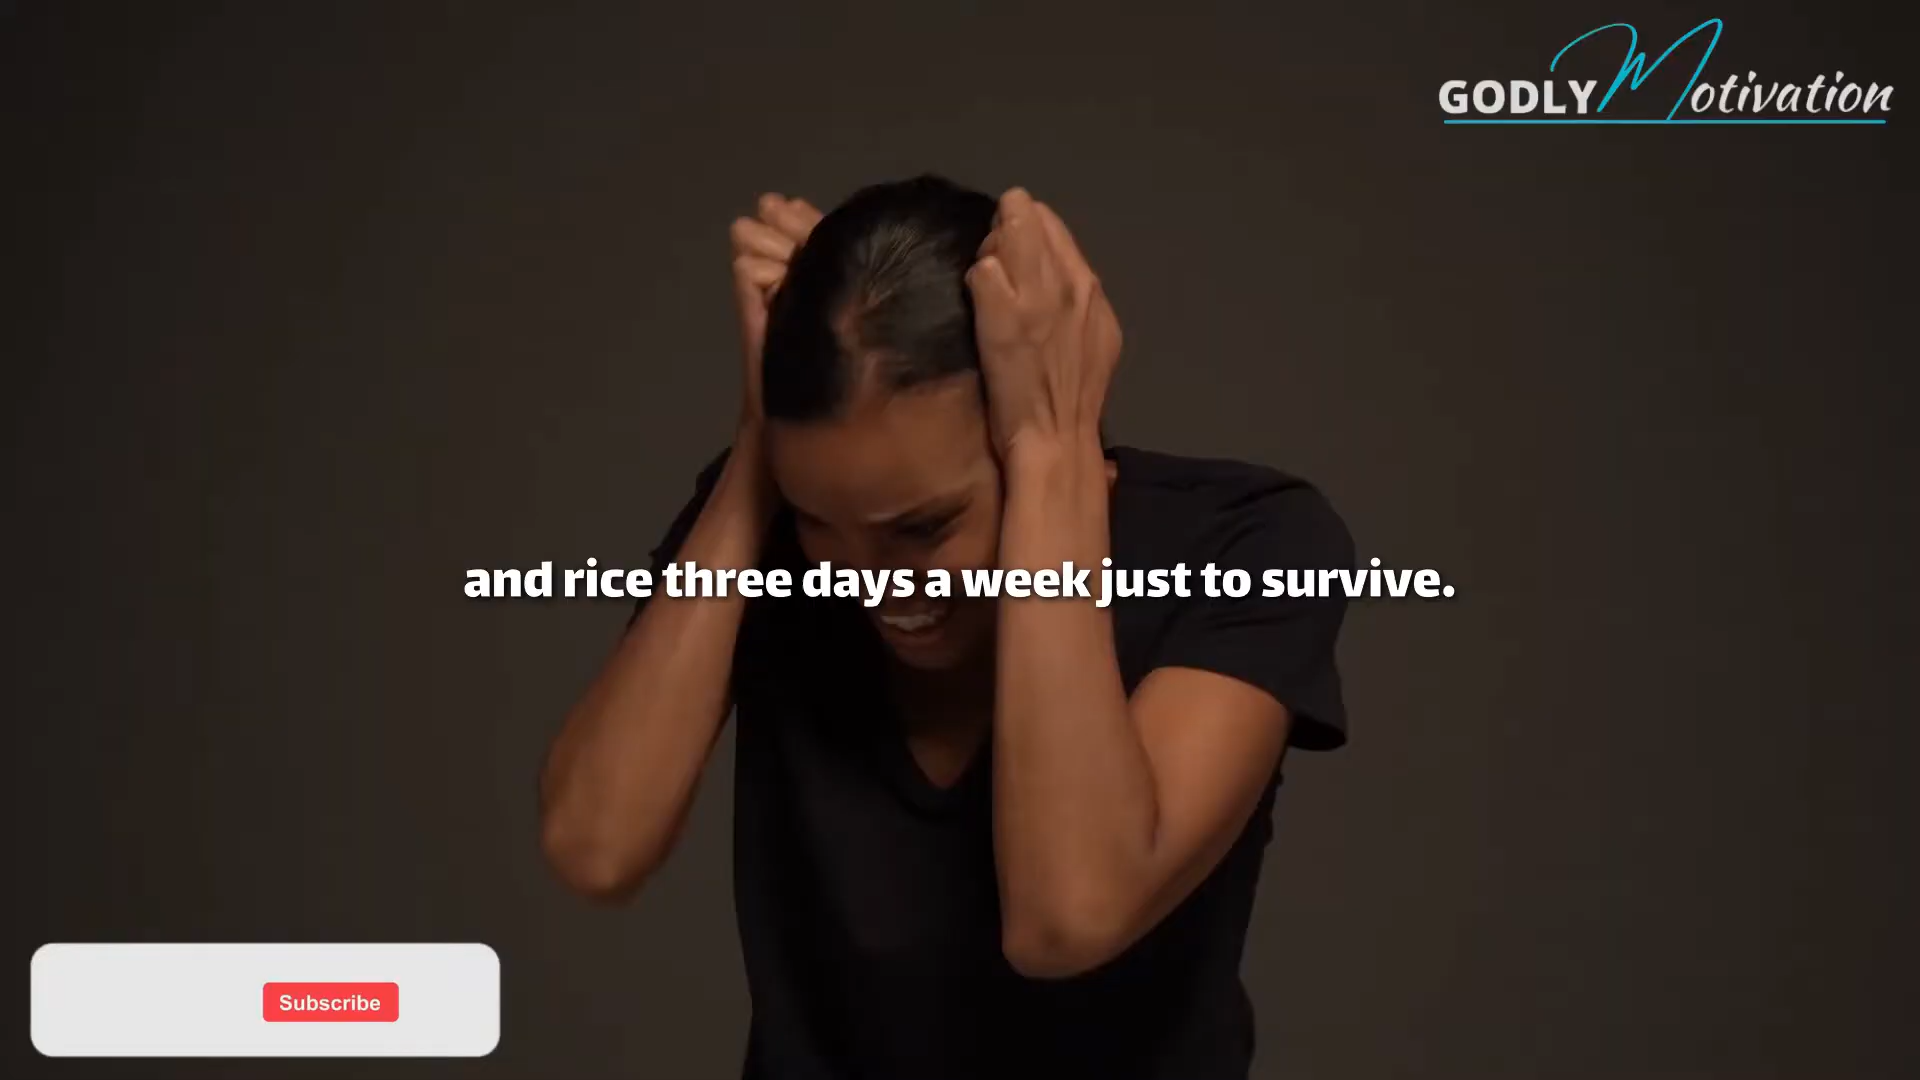 GODLY Motivation
and rice three days a week just to survive.
Subscribe